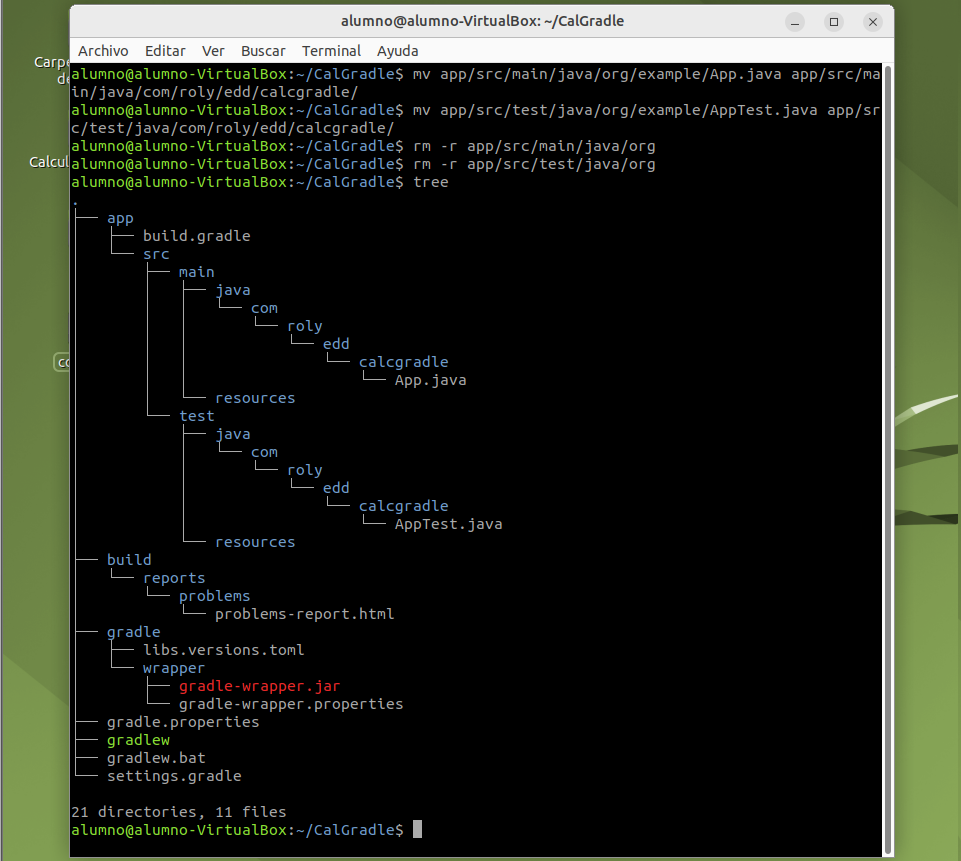 alumno@alumno-VirtualBox: ~/CalGradle
Archivo Editar Ver Buscar Terminal Ayuda
alumno@alumno-VirtualBox:~/CalGradle$ mv app/src/main/java/org/example/App.java app/src/ma
in/java/com/roly/edd/calcgradle/
alumno@alumno-VirtualBox:~/CalGradle$ mv app/src/test/java/org/example/AppTest.java app/sr
c/test/java/com/roly/edd/calcgradle/
alumno@alumno-VirtualBox:~/CalGradle$ rm -r app/src/main/java/org
alumno@alumno-VirtualBox:~/CalGradle$ rm -r app/src/test/java/org
alumno@alumno-VirtualBox:~/CalGradle$ tree
.
├── app
│   ├── build.gradle
│   └── src
│       ├── main
│       │   ├── java
│       │   │   └── com
│       │   │       └── roly
│       │   │           └── edd
│       │   │               └── calcgradle
│       │   │                   └── App.java
│       │   └── resources
│       └── test
│           ├── java
│           │   └── com
│           │       └── roly
│           │           └── edd
│           │               └── calcgradle
│           │                   └── AppTest.java
│           └── resources
├── build
│   └── reports
│       └── problems
│           └── problems-report.html
├── gradle
│   ├── libs.versions.toml
│   └── wrapper
│       ├── gradle-wrapper.jar
│       └── gradle-wrapper.properties
├── gradle.properties
├── gradlew
├── gradlew.bat
└── settings.gradle
21 directories, 11 files
alumno@alumno-VirtualBox:~/CalGradle$
Carpe
de
Calcul